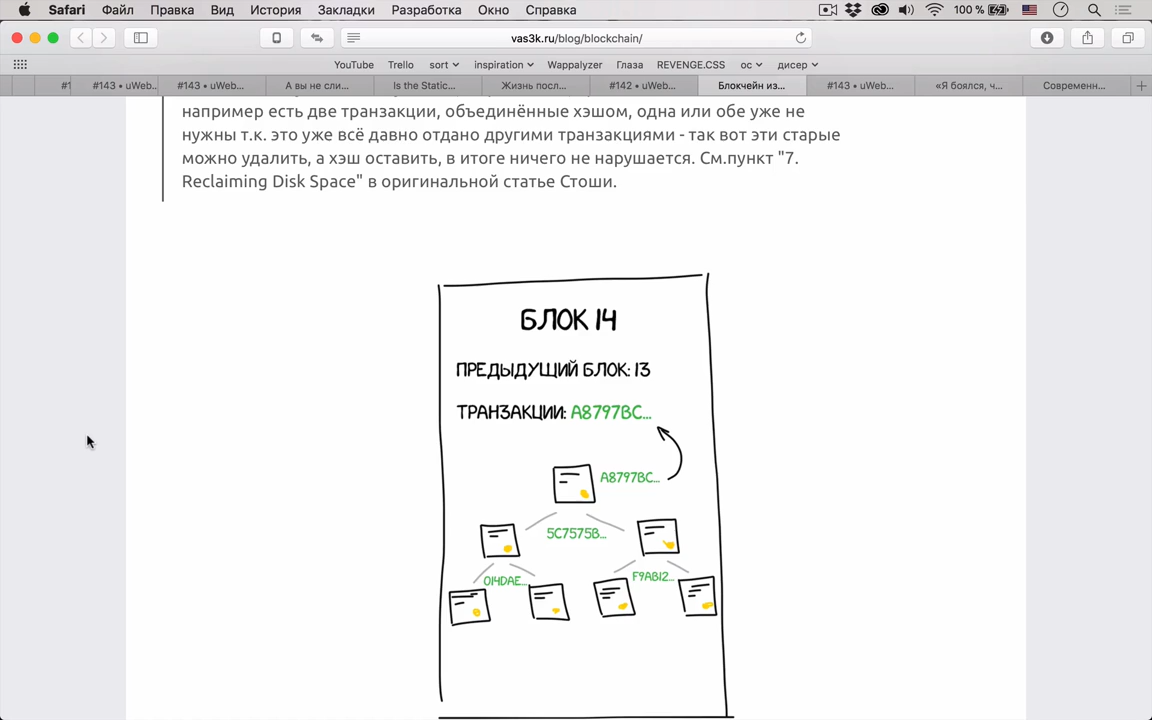 Safari Файл Правка Вид История Закладки Разработка Окно Справка 100 %
vas3k.ru/blog/blockchain/
YouTube Trello sort inspiration Wappalyzer Глаза REVENGE.CSS ос дисер
#1 #143 • uWeb.. #143 • uWeb... А вы не сли... Is the Static... Жизнь посл... #142 • uWeb... Блокчейн из... #143 • uWeb... «Я боялся, ч... Современн...
например есть две транзакции, объединённые хэшом, одна или обе уже не
нужны т.к. это уже всё давно отдано другими транзакциями - так вот эти старые
можно удалить, а хэш оставить, в итоге ничего не нарушается. См.пункт "7.
Reclaiming Disk Space" в оригинальной статье Стоши.
БЛОК 14
ПРЕДЫДУЩИЙ БЛОК: 13
ТРАНЗАКЦИИ: A8797BC...
A8797BC...
5C7575B...
014DAE... F9AB12...